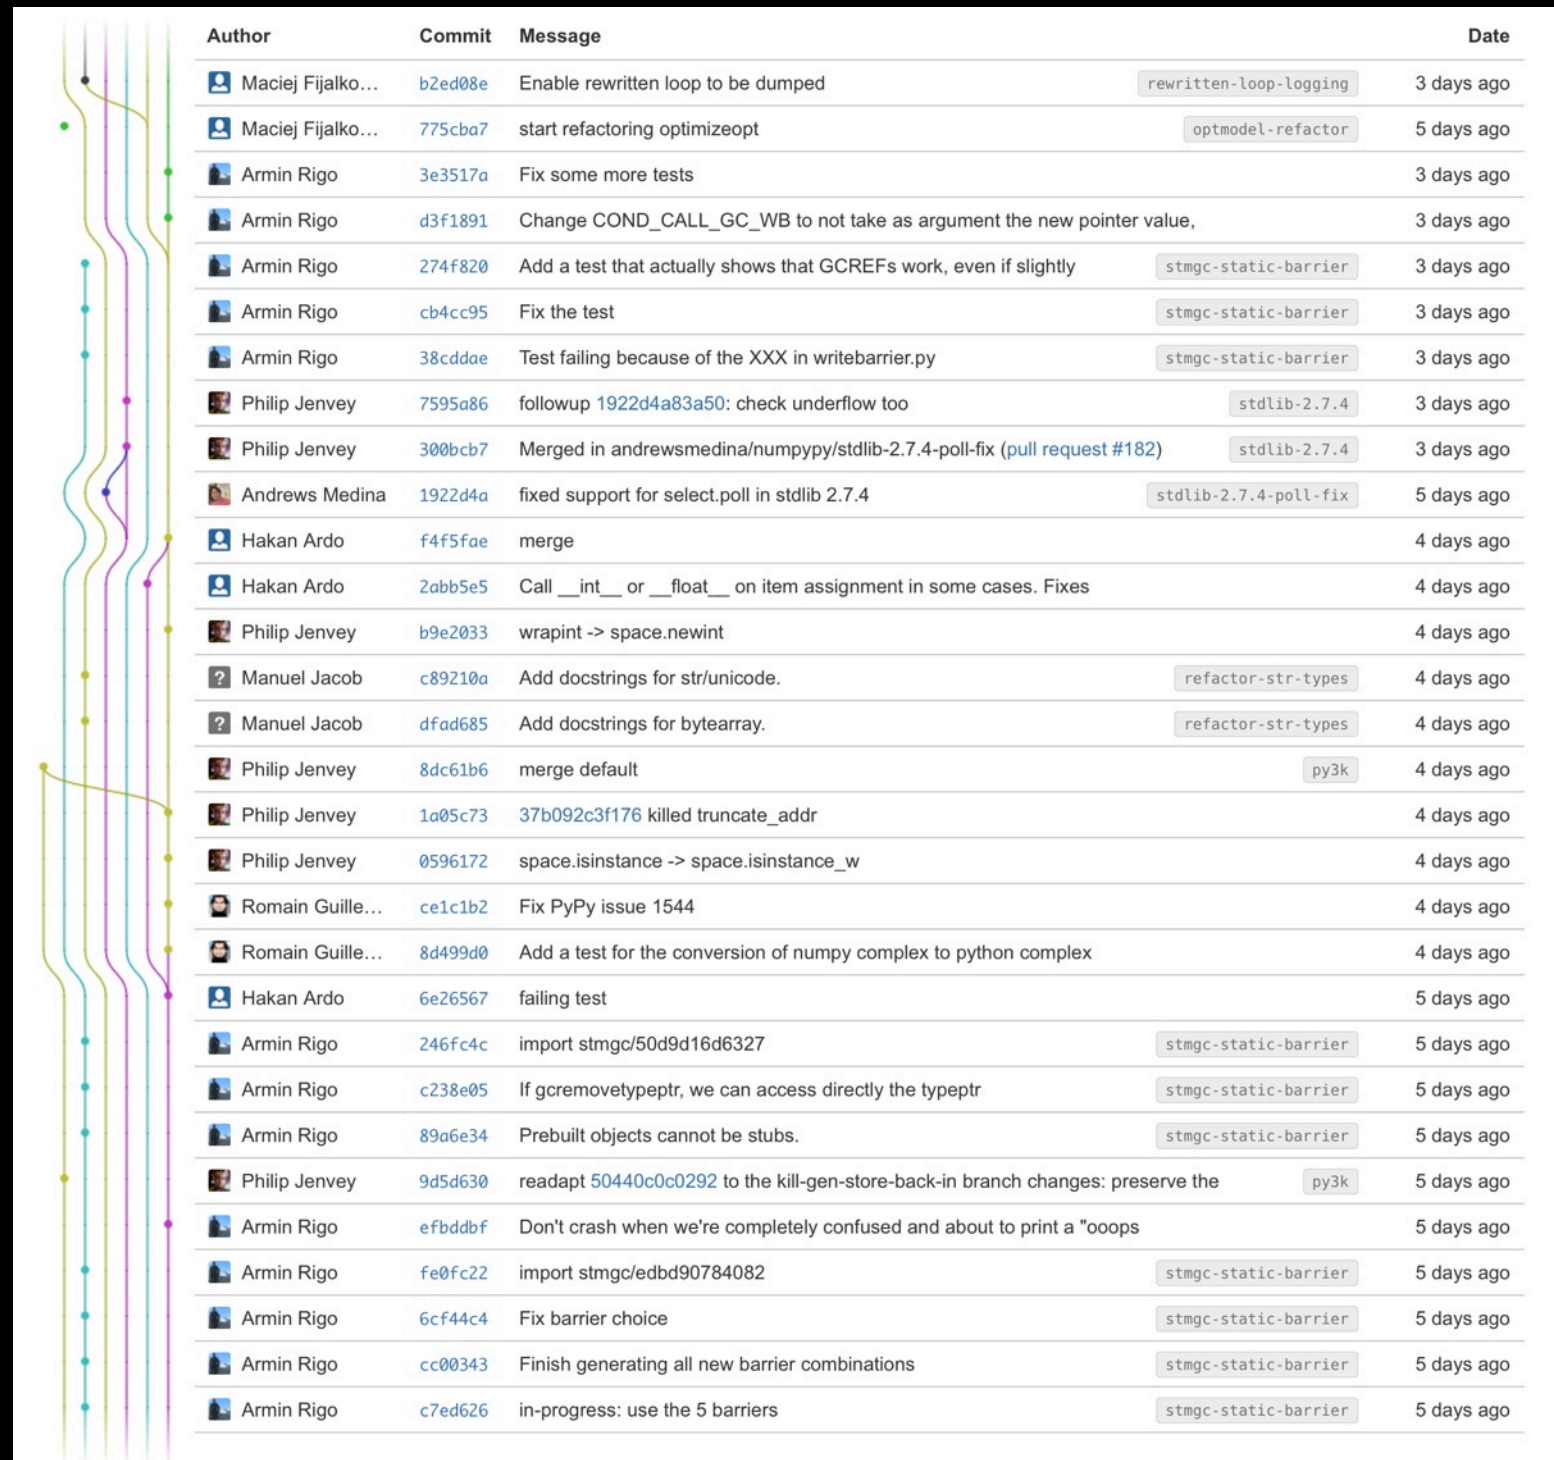 Author Commit Message Date
Maciej Fijalko… b2ed08e Enable rewritten loop to be dumped rewritten-loop-logging 3 days ago
Maciej Fijalko… 775cba7 start refactoring optimizeopt optmodel-refactor 5 days ago
Armin Rigo 3e3517a Fix some more tests 3 days ago
Armin Rigo d3f1891 Change COND_CALL_GC_WB to not take as argument the new pointer value, 3 days ago
Armin Rigo 274f820 Add a test that actually shows that GCREFs work, even if slightly stmgc-static-barrier 3 days ago
Armin Rigo cb4cc95 Fix the test stmgc-static-barrier 3 days ago
Armin Rigo 38cddae Test failing because of the XXX in writebarrier.py stmgc-static-barrier 3 days ago
Philip Jenvey 7595a86 followup 1922d4a83a50: check underflow too stdlib-2.7.4 3 days ago
Philip Jenvey 300bcb7 Merged in andrewsmedina/numpypy/stdlib-2.7.4-poll-fix (pull request #182) stdlib-2.7.4 3 days ago
Andrews Medina 1922d4a fixed support for select.poll in stdlib 2.7.4 stdlib-2.7.4-poll-fix 5 days ago
Hakan Ardo f4f5fae merge 4 days ago
Hakan Ardo 2abb5e5 Call __int__ or __float__ on item assignment in some cases. Fixes 4 days ago
Philip Jenvey b9e2033 wrapint -> space.newint 4 days ago
? Manuel Jacob c89210a Add docstrings for str/unicode. refactor-str-types 4 days ago
? Manuel Jacob dfad685 Add docstrings for bytearray. refactor-str-types 4 days ago
Philip Jenvey 8dc61b6 merge default py3k 4 days ago
Philip Jenvey 1a05c73 37b092c3f176 killed truncate_addr 4 days ago
Philip Jenvey 0596172 space.isinstance -> space.isinstance_w 4 days ago
Romain Guille… ce1c1b2 Fix PyPy issue 1544 4 days ago
Romain Guille… 8d499d0 Add a test for the conversion of numpy complex to python complex 4 days ago
Hakan Ardo 6e26567 failing test 5 days ago
Armin Rigo 246fc4c import stmgc/50d9d16d6327 stmgc-static-barrier 5 days ago
Armin Rigo c238e05 If gcremovetypeptr, we can access directly the typeptr stmgc-static-barrier 5 days ago
Armin Rigo 89a6e34 Prebuilt objects cannot be stubs. stmgc-static-barrier 5 days ago
Philip Jenvey 9d5d630 readapt 50440c0c0292 to the kill-gen-store-back-in branch changes: preserve the py3k 5 days ago
Armin Rigo efbddbf Don't crash when we're completely confused and about to print a "ooops 5 days ago
Armin Rigo fe0fc22 import stmgc/edbd90784082 stmgc-static-barrier 5 days ago
Armin Rigo 6cf44c4 Fix barrier choice stmgc-static-barrier 5 days ago
Armin Rigo cc00343 Finish generating all new barrier combinations stmgc-static-barrier 5 days ago
Armin Rigo c7ed626 in-progress: use the 5 barriers stmgc-static-barrier 5 days ago